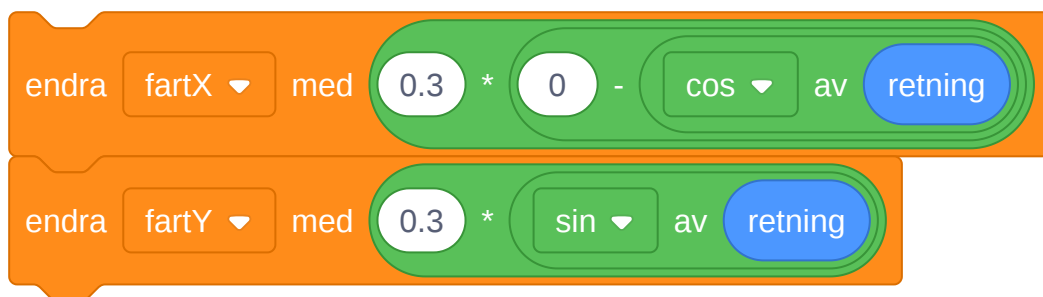 endra fartX med 0.3 * 0 - cos av retning
endra fartY med 0.3 * sin av retning